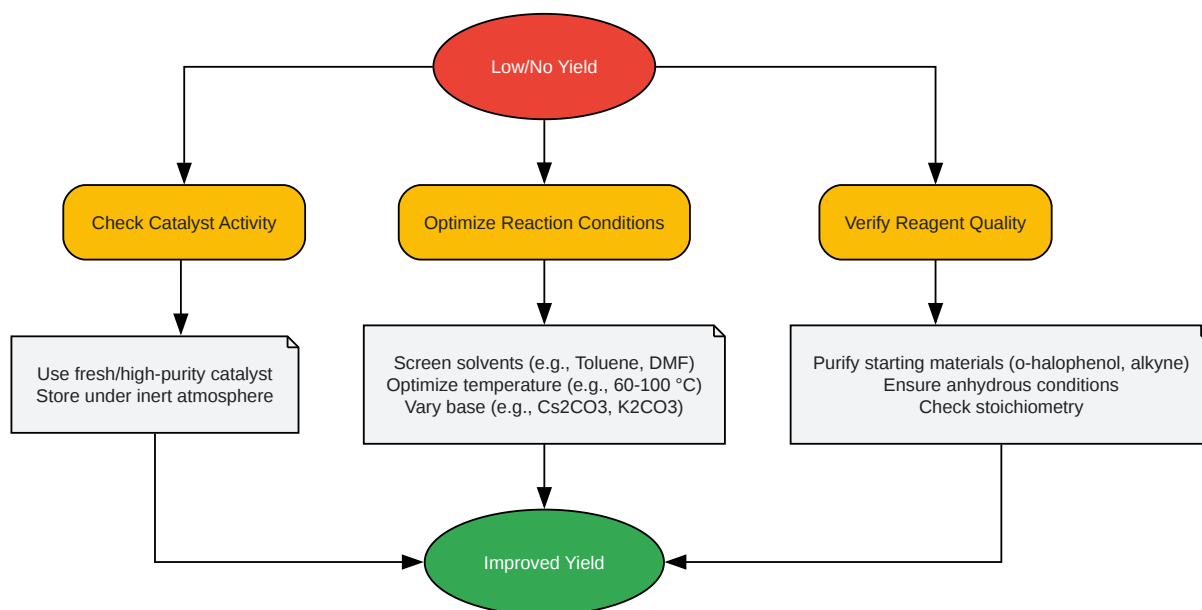 Low/No Yield
Check Catalyst Activity
Optimize Reaction Conditions
Verify Reagent Quality
Use fresh/high-purity catalyst
Store under inert atmosphere
Screen solvents (e.g., Toluene, DMF)
Optimize temperature (e.g., 60-100 °C)
Vary base (e.g., Cs2CO3, K2CO3)
Purify starting materials (o-halophenol, alkyne)
Ensure anhydrous conditions
Check stoichiometry
Improved Yield